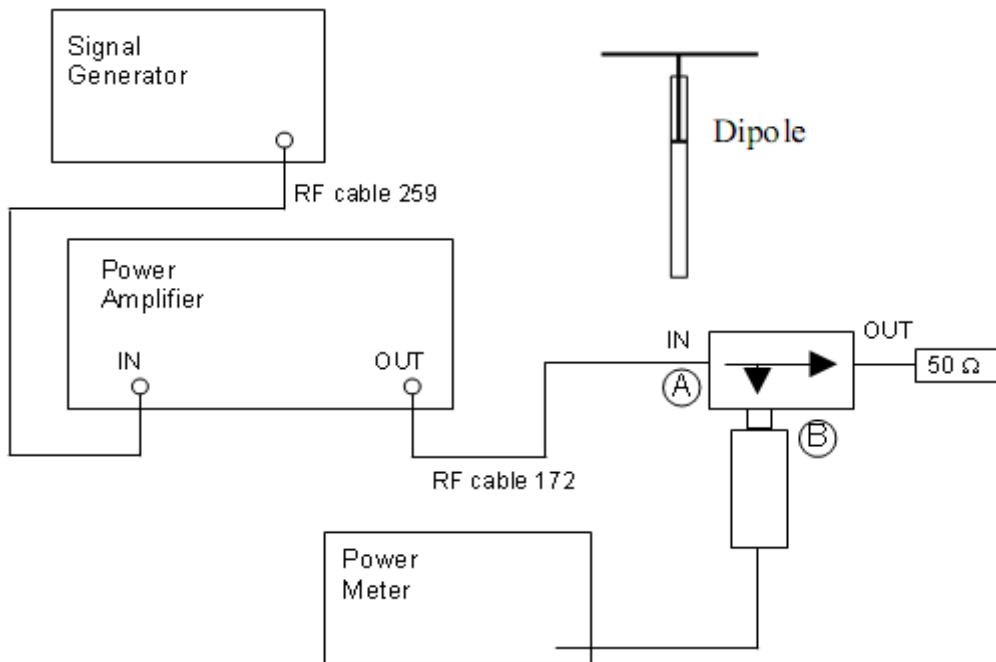 Signal
Generator
RF cable 259
Dipole
Power
Amplifier
IN
OUT
RF cable 172
IN
OUT
50 Ω
A
B
Power
Meter